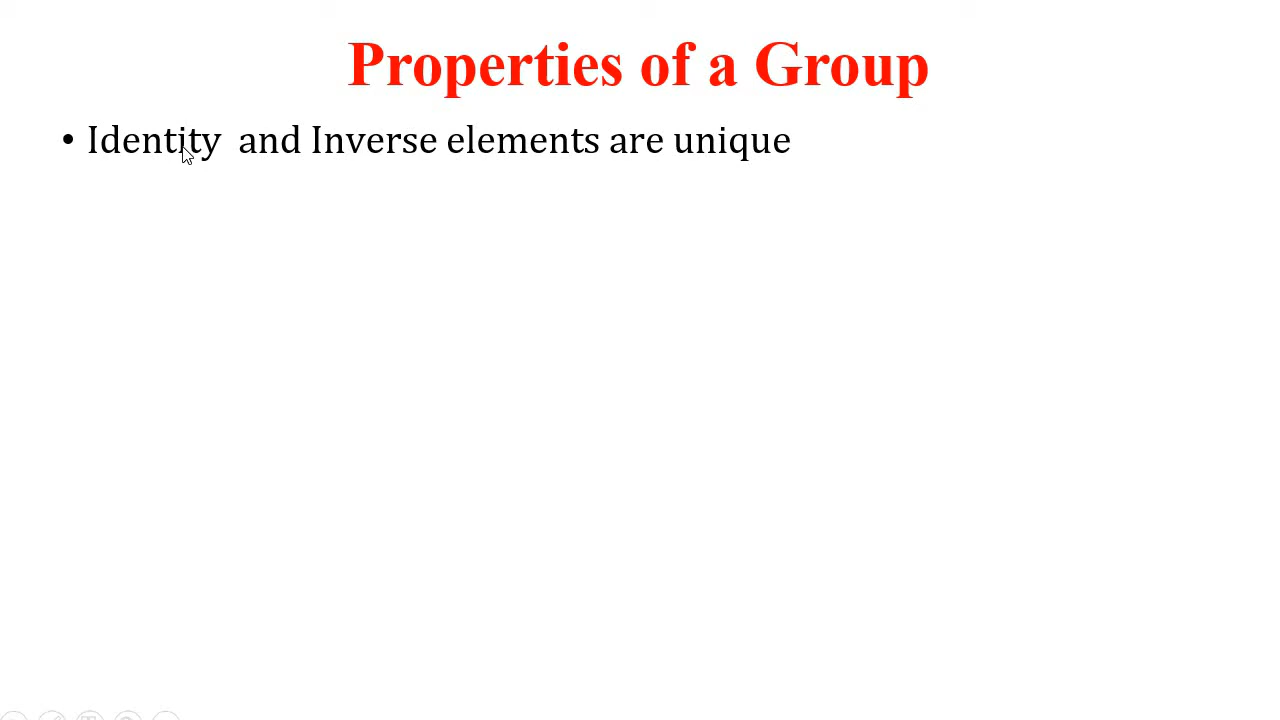 Properties of a Group
• Identity and Inverse elements are unique